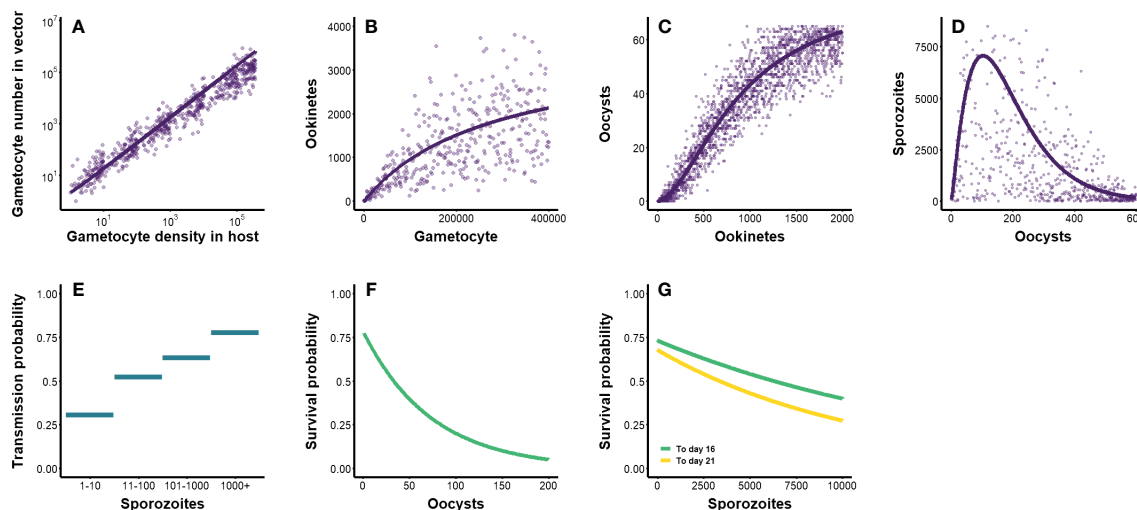 A
Gametocyte number in vector
10^7
10^5
10^3
10^1
10^1
10^3
10^5
Gametocyte density in host
B
Ookinetes
4000
3000
2000
1000
0
0
200000
400000
Gametocyte
C
Oocysts
60
40
20
0
0
500
1000
1500
2000
Ookinetes
D
Sporozoites
7500
5000
2500
0
0
200
400
600
Oocysts
E
Transmission probability
1.00
0.75
0.5
0.25
0.00
1-10
11-100
101-1000
1000+
Sporozoites
F
Survival probability
1.00
0.75
0.5
0.25
0.00
0
50
100
150
200
Oocysts
G
Survival probability
1.00
0.75
0.5
0.25
0.00
To day 16
To day 21
0
2500
5000
7500
10000
Sporozoites